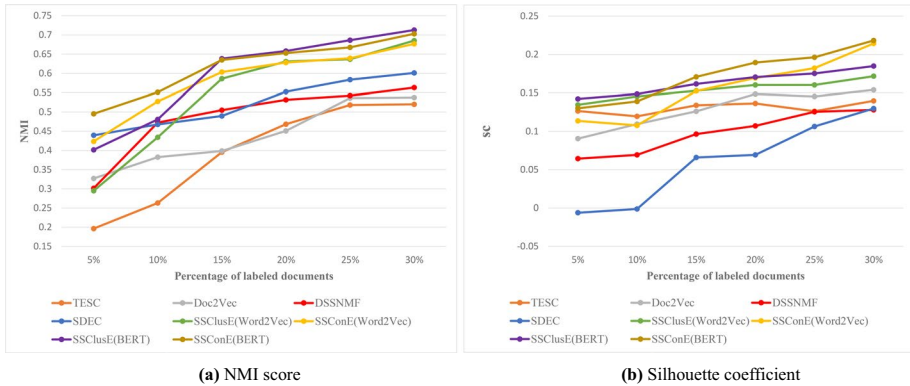 0.75
0.7
0.65
0.6
0.55
0.5
0.45
0.4
0.35
0.3
0.25
0.2
0.15
NMI
5% 10% 15% 20% 25% 30%
Percentage of labeled documents
TESC Doc2Vec DSSNMF
SDEC SSClusE(Word2Vec) SSConE(Word2Vec)
SSClusE(BERT) SSConE(BERT)
(a) NMI score
0.25
0.2
0.15
0.1
0.05
0
-0.05
sc
5% 10% 15% 20% 25% 30%
Percentage of labeled documents
TESC Doc2Vec DSSNMF
SDEC SSClusE(Word2Vec) SSConE(Word2Vec)
SSClusE(BERT) SSConE(BERT)
(b) Silhouette coefficient